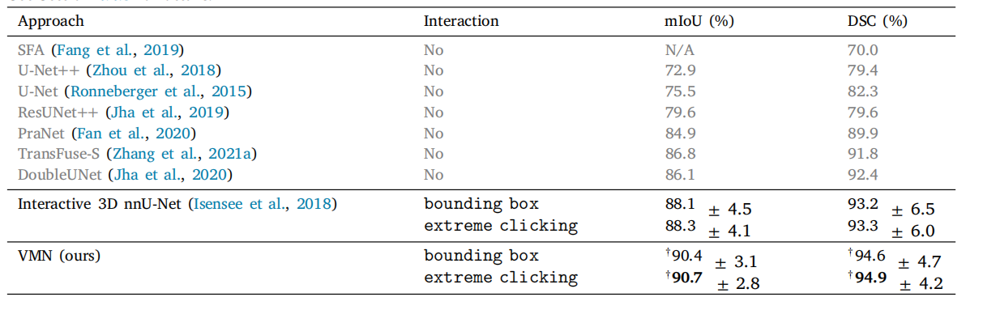 Approach Interaction mIoU (%) DSC (%)
SFA (Fang et al., 2019) No N/A 70.0
U-Net++ (Zhou et al., 2018) No 72.9 79.4
U-Net (Ronneberger et al., 2015) No 75.5 82.3
ResUNet++ (Jha et al., 2019) No 79.6 79.6
PraNet (Fan et al., 2020) No 84.9 89.9
TransFuse-S (Zhang et al., 2021a) No 86.8 91.8
DoubleUNet (Jha et al., 2020) No 86.1 92.4
Interactive 3D nnU-Net (Isensee et al., 2018) bounding box 88.1 ± 4.5 93.2 ± 6.5
extreme clicking 88.3 ± 4.1 93.3 ± 6.0
VMN (ours) bounding box †90.4 ± 3.1 †94.6 ± 4.7
extreme clicking †90.7 ± 2.8 †94.9 ± 4.2